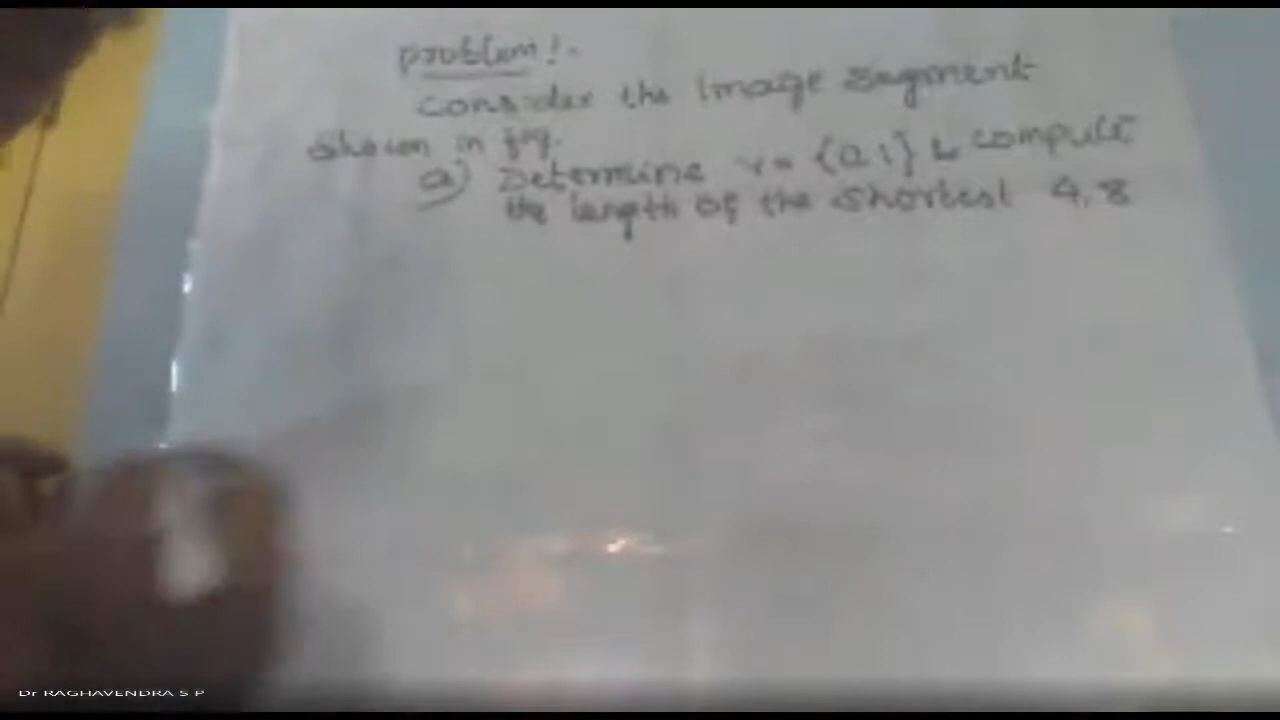 problem:.
Consider the image segment
shown in fig.
a) Determine V = {0,1} & compute
the length of the shortest 4, 8
Dr RAGHAVENDRA S P